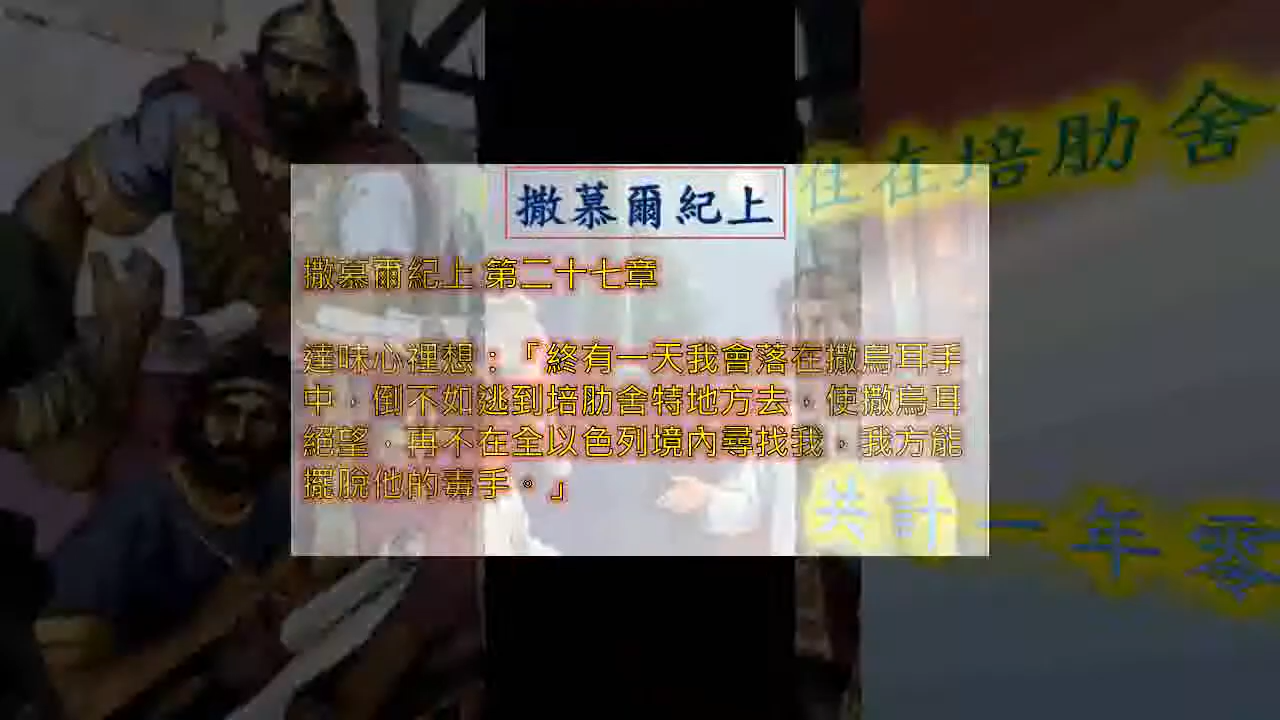 撒慕爾紀上
撒慕爾紀上 第二十七章
達味心裡想：「終有一天我會落在撒烏耳手
中，倒不如逃到培肋舍特地方去，使撒烏耳
絕望，再不在全以色列境內尋找我，我方能
擺脫他的毒手。」
住在培肋舍
共計一年零